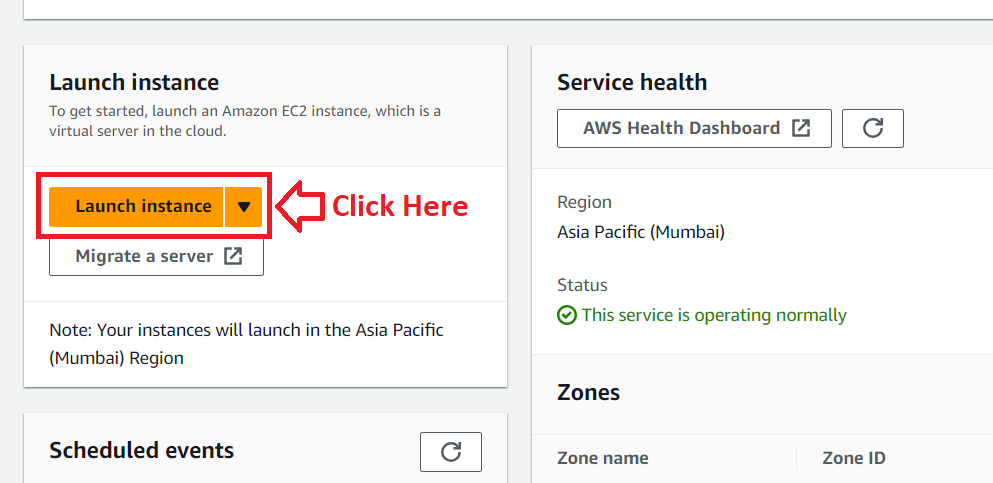 Launch instance
To get started, launch an Amazon EC2 instance, which is a
virtual server in the cloud.
Launch instance
Click Here
Migrate a server
Note: Your instances will launch in the Asia Pacific
(Mumbai) Region
Scheduled events
Service health
AWS Health Dashboard
Region
Asia Pacific (Mumbai)
Status
This service is operating normally
Zones
Zone name
Zone ID